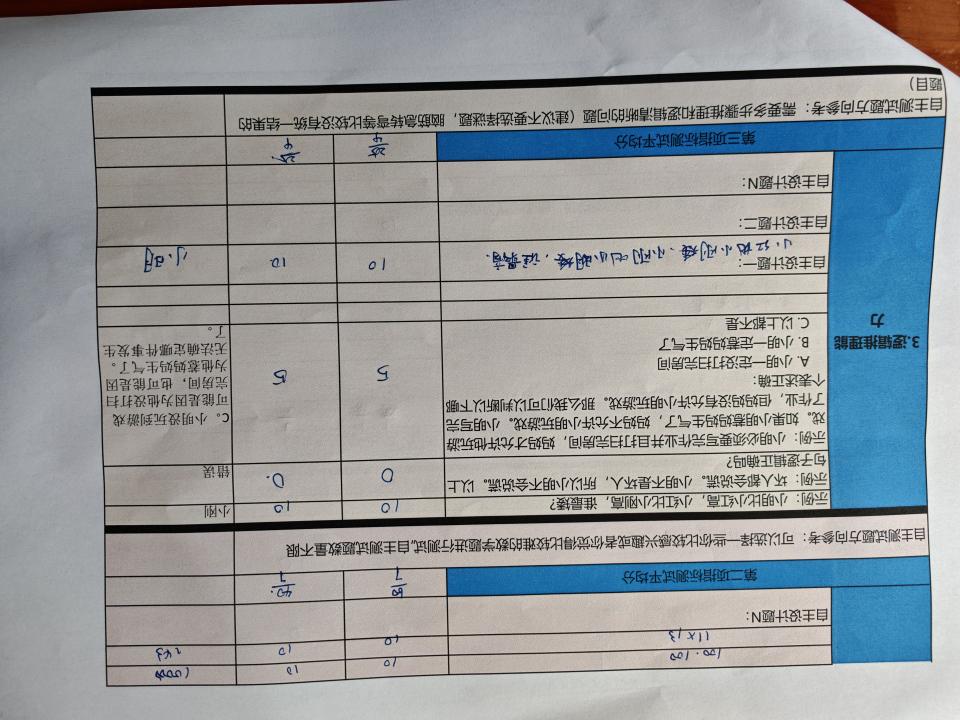 100·100 10 10 10000
11×13 10 10 143
自主设计题N:
第二项指标测试平均分
自主测试题方向参考：可以选择一些你比较感兴趣或者你觉得比较难的数学题进行测试,自主测试题数量不限
3.逻辑推理能力
示例：小明比小红高，小红比小刚高，谁最矮？ 10 10 小刚
示例：坏人都会说谎。小明不是坏人，所以小明不会说谎。以上
句子逻辑正确吗？ 0 0. 错误
示例：小明必须要写完作业并且打扫完房间，妈妈才允许他玩游
戏。如果小明惹妈妈生气了，妈妈不允许小明玩游戏。小明写完
了作业，但妈妈没有允许小明玩游戏。那么我们可以判断以下哪
个表述正确：
A 小明一定没打扫完房间
B. 小明一定惹妈妈生气了
C. 以上都不是
5 5
C。小明没玩到游戏
可能是因为他没打扫
完房间，也可能是因
为他惹妈妈生气了。
无法确定哪件事发生
了。
自主设计题一：
小红比小刚矮、小刚比小明矮，谁最高. 10 10 小明
自主设计题二：
自主设计题N:
第三项指标测试平均分 25/4 25/4
自主测试题方向参考：需要多步骤推理和逻辑清晰的问题（建议不要选择谜题，脑筋急转弯等比较没有统一结果的
题目）